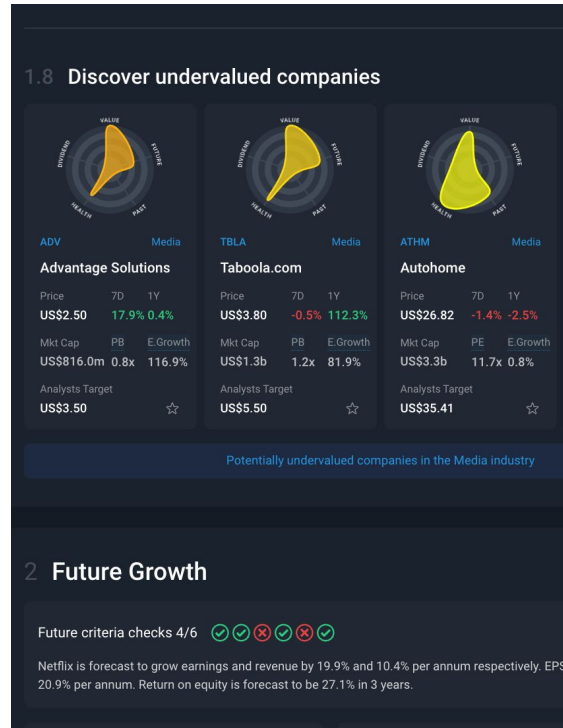 1.8 Discover undervalued companies
VALUE
FUTURE
PAST
HEALTH
DIVIDEND
ADV Media
Advantage Solutions
Price 7D 1Y
US$2.50 17.9% 0.4%
Mkt Cap PB E.Growth
US$816.0m 0.8x 116.9%
Analysts Target
US$3.50
VALUE
FUTURE
PAST
HEALTH
DIVIDEND
TBLA Media
Taboola.com
Price 7D 1Y
US$3.80 -0.5% 112.3%
Mkt Cap PB E.Growth
US$1.3b 1.2x 81.9%
Analysts Target
US$5.50
VALUE
FUTURE
PAST
HEALTH
DIVIDEND
ATHM Media
Autohome
Price 7D 1Y
US$26.82 -1.4% -2.5%
Mkt Cap PE E.Growth
US$3.3b 11.7x 0.8%
Analysts Target
US$35.41
Potentially undervalued companies in the Media industry
2 Future Growth
Future criteria checks 4/6
Netflix is forecast to grow earnings and revenue by 19.9% and 10.4% per annum respectively. EPS
20.9% per annum. Return on equity is forecast to be 27.1% in 3 years.